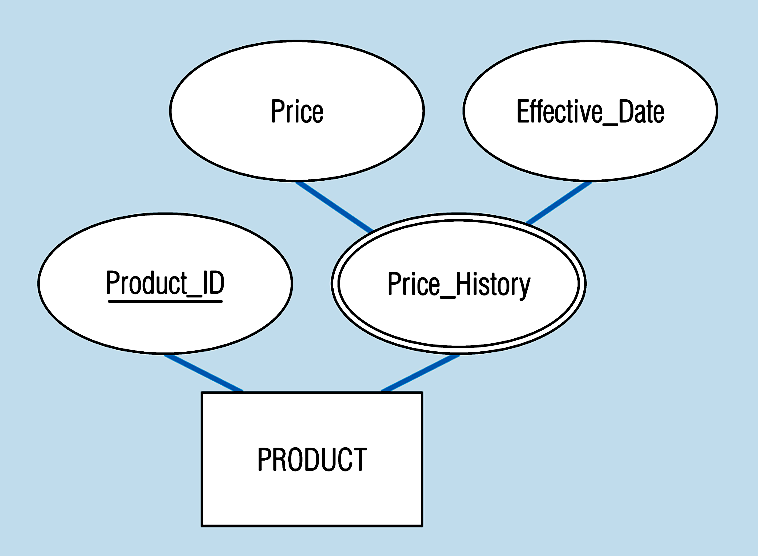 Price
Effective_Date
Product_ID
Price_History
PRODUCT